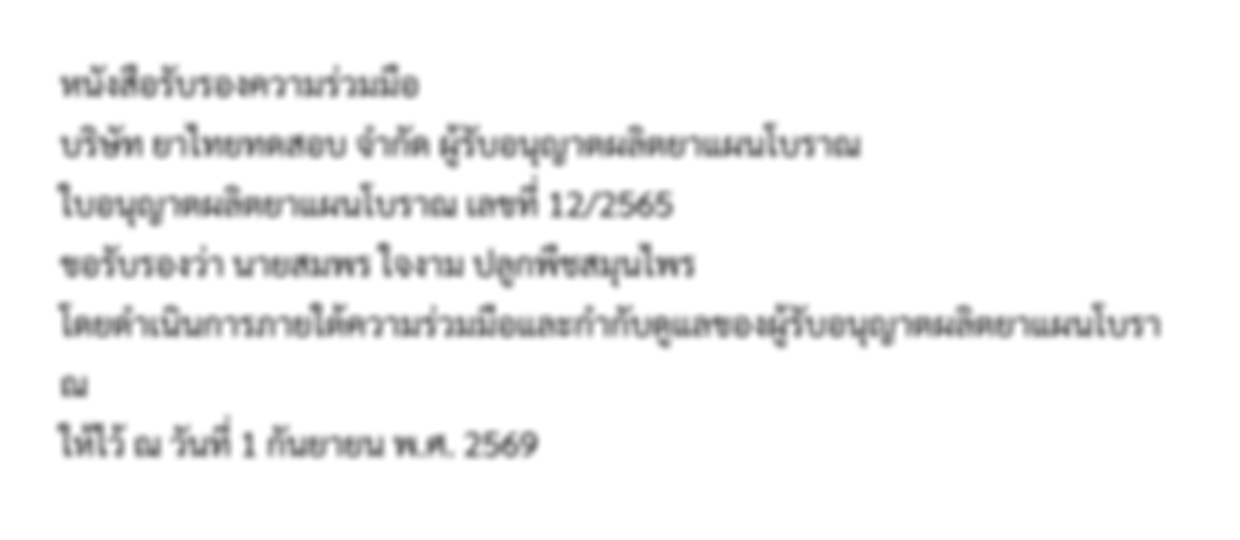 หนังสือรับรองความร่วมมือ
บริษัท ยาไทยทดสอบ จำกัด ผู้รับอนุญาตผลิตยาแผนโบราณ
ใบอนุญาตผลิตยาแผนโบราณ เลขที่ 12/2565
ขอรับรองว่า นายสมพร ใจงาม ปลูกพืชสมุนไพร
โดยดำเนินการภายใต้ความร่วมมือและกำกับดูแลของผู้รับอนุญาตผลิตยาแผนโบรา
ณ
ให้ไว้ ณ วันที่ 1 กันยายน พ.ศ. 2569